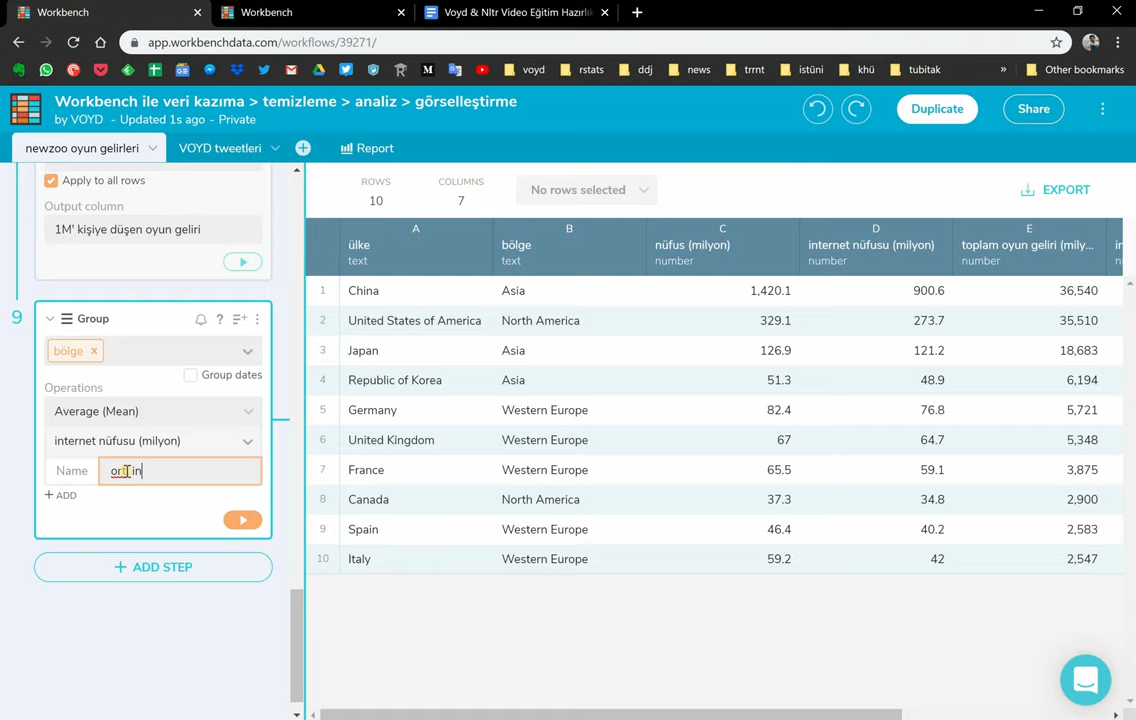 Workbench
Workbench
Voyd & Nltr Video Eğitim Hazırlı
app.workbenchdata.com/workflows/39271/
voyd
rstats
ddj
news
trrnt
istüni
khü
tubitak
Other bookmarks
Workbench ile veri kazıma > temizleme > analiz > görselleştirme
by VOYD - Updated 1s ago - Private
Duplicate
Share
newzoo oyun gelirleri
VOYD tweetleri
Report
Apply to all rows
Output column
1M' kişiye düşen oyun geliri
ROWS
10
COLUMNS
7
No rows selected
EXPORT
9
Group
bölge
Group dates
Operations
Average (Mean)
internet nüfusu (milyon)
Name
+ ADD
+ ADD STEP
A B C D E
ülke bölge nüfus (milyon) internet nüfusu (milyon) toplam oyun geliri (mily...
text text number number number
1 China Asia 1,420.1 900.6 36,540
2 United States of America North America 329.1 273.7 35,510
3 Japan Asia 126.9 121.2 18,683
4 Republic of Korea Asia 51.3 48.9 6,194
5 Germany Western Europe 82.4 76.8 5,721
6 United Kingdom Western Europe 67 64.7 5,348
7 France Western Europe 65.5 59.1 3,875
8 Canada North America 37.3 34.8 2,900
9 Spain Western Europe 46.4 40.2 2,583
10 Italy Western Europe 59.2 42 2,547